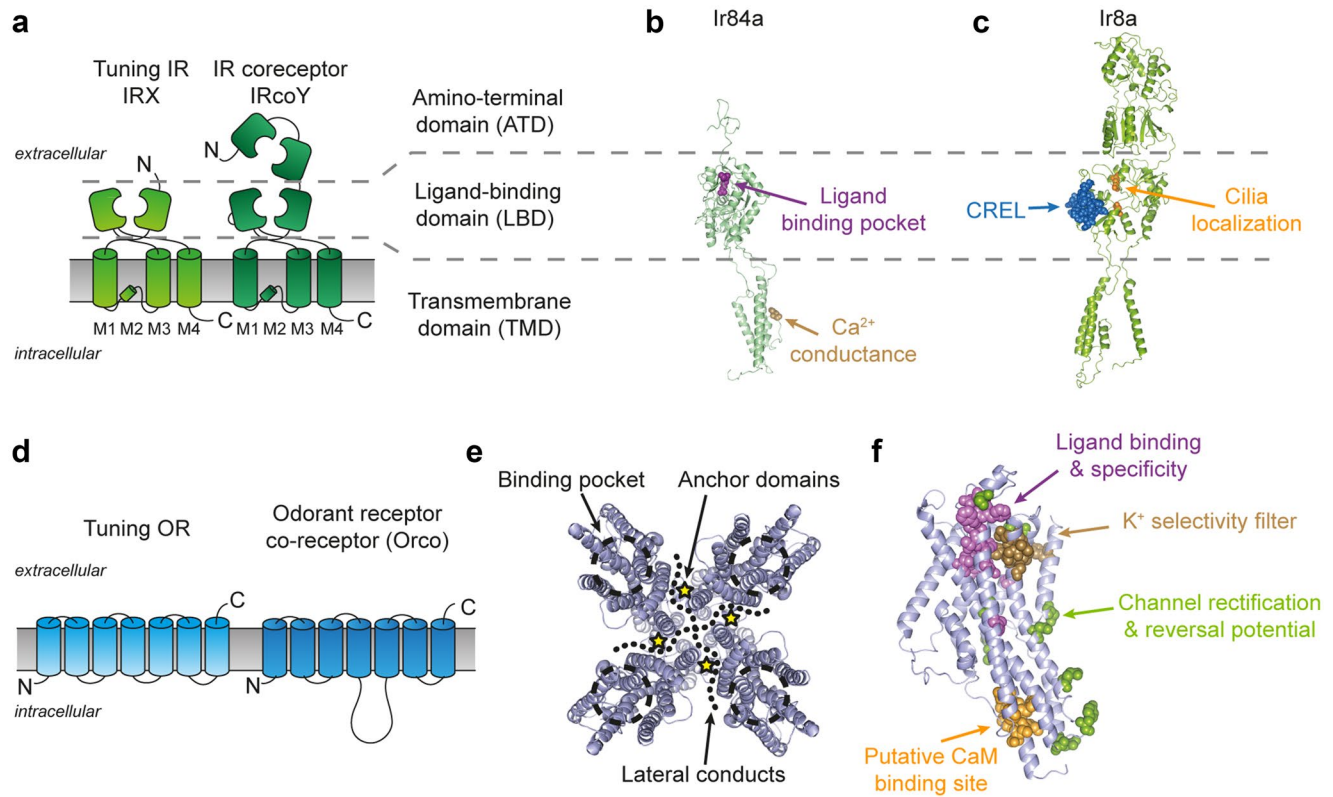 a
Tuning IR
IRX
IR coreceptor
IRcoY
extracellular
N
N
M1 M2 M3 M4
C
M1 M2 M3 M4
C
intracellular
Amino-terminal
domain (ATD)
Ligand-binding
domain (LBD)
Transmembrane
domain (TMD)
b
Ir84a
Ligand
binding pocket
Ca²⁺
conductance
c
Ir8a
CREL
Cilia
localization
d
Tuning OR
Odorant receptor
co-receptor (Orco)
extracellular
C
C
N
N
intracellular
e
Binding pocket
Anchor domains
Lateral conducts
f
Ligand binding
& specificity
K⁺ selectivity filter
Channel rectification
& reversal potential
Putative CaM
binding site